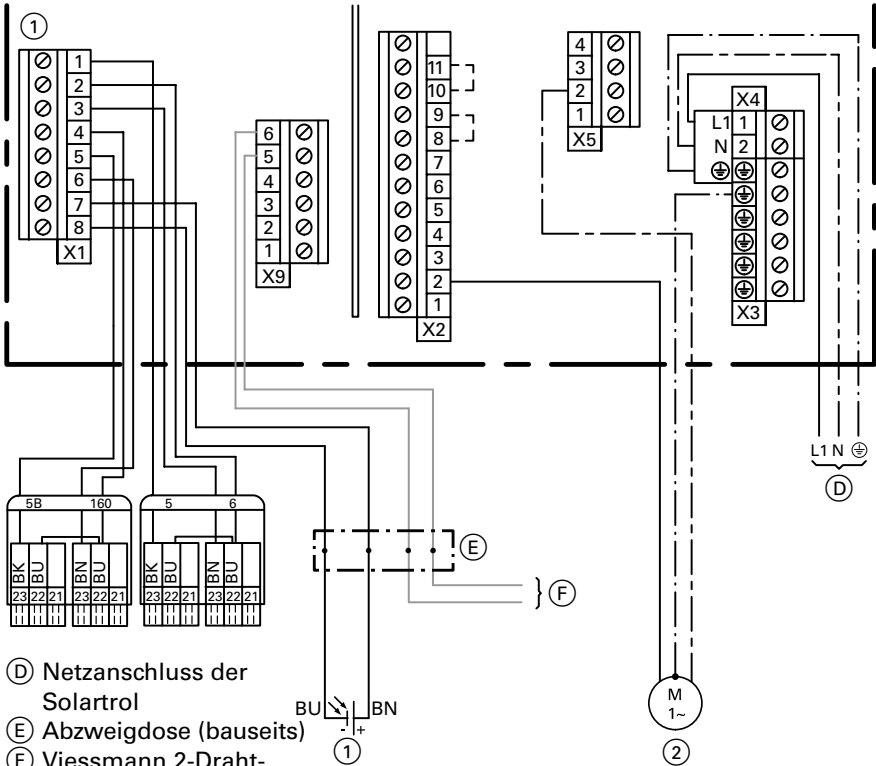 ①
1
2
3
4
5
6
7
8
X1
6
5
4
3
2
1
X9
11
10
9
8
7
6
5
4
3
2
1
X2
4
3
2
1
X5
X4
L1 1
N 2
X3
L1 N
Ⓓ
5B 160 5 6
BK BU BN BU BK BU BN BU
23 22 21 23 22 21 23 22 21 23 22 21
Ⓔ
Ⓕ
Ⓓ Netzanschluss der
Solartrol
Ⓔ Abzweigdose (bauseits)
Ⓕ Viessmann 2-Draht-
BU BN
- +
①
M
1~
②